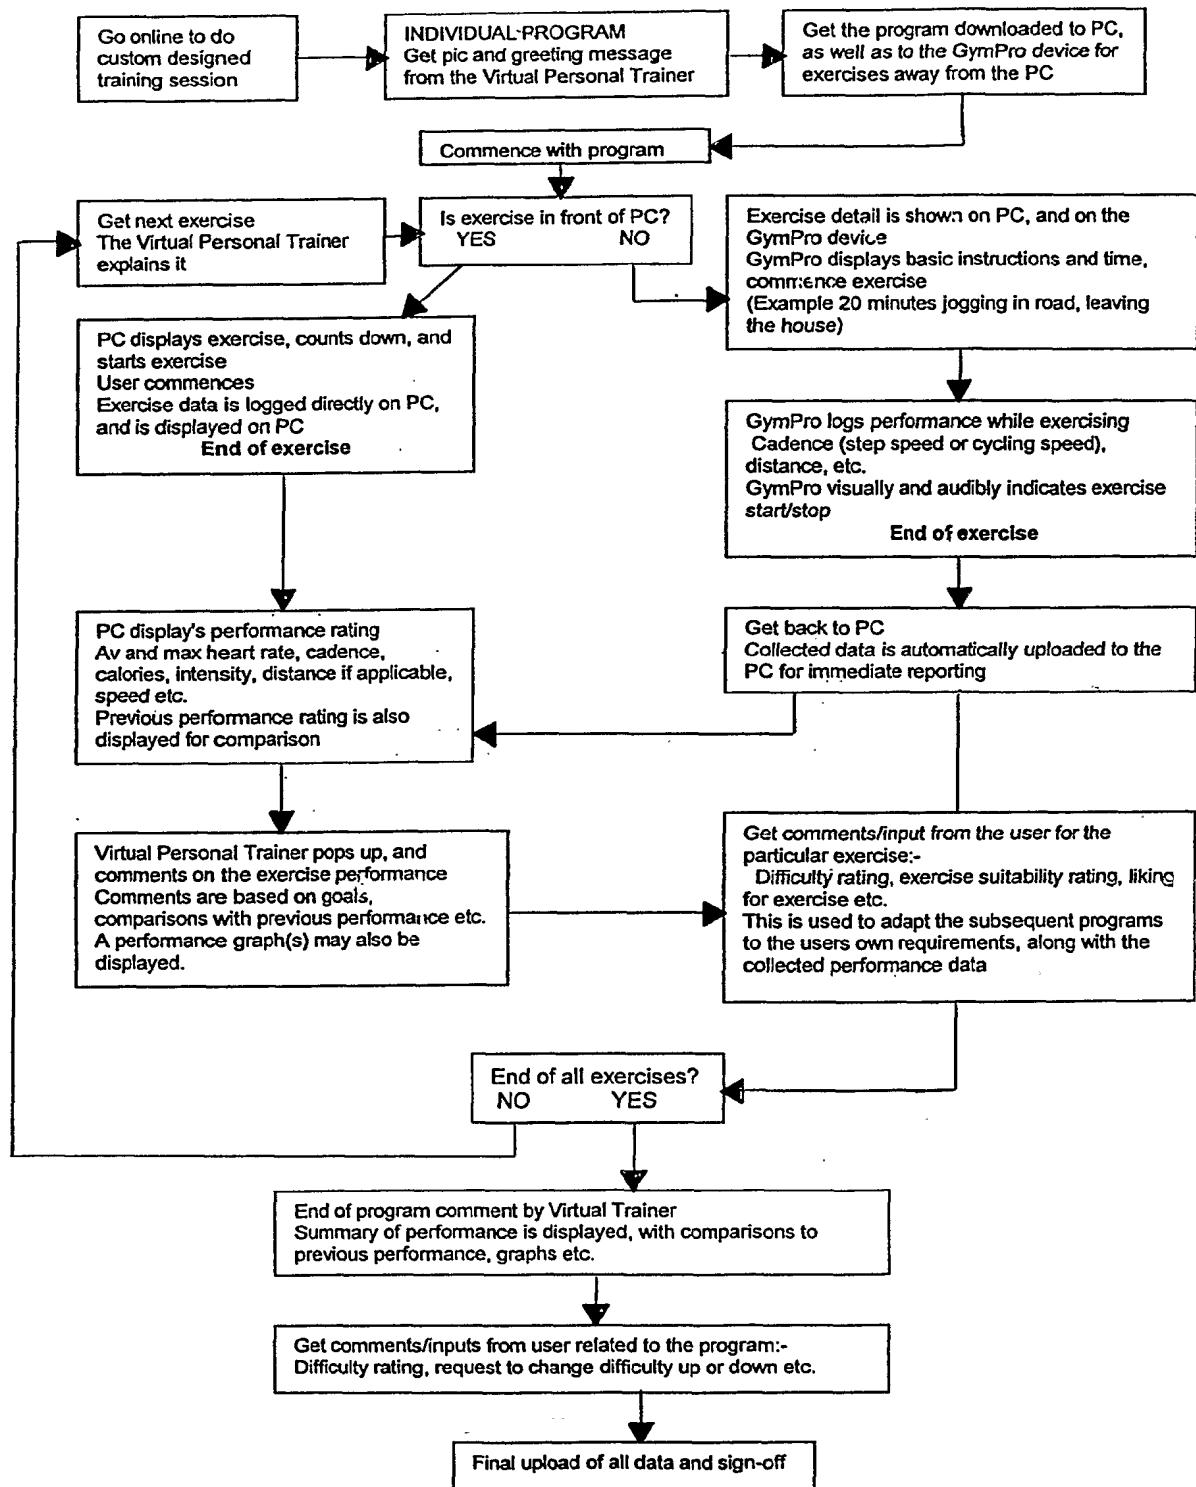 Go online to do
custom designed
training session
INDIVIDUAL-PROGRAM
Get pic and greeting message
from the Virtual Personal Trainer
Get the program downloaded to PC,
as well as to the GymPro device for
exercises away from the PC
Commence with program
Get next exercise
The Virtual Personal Trainer
explains it
Is exercise in front of PC?
YES NO
Exercise detail is shown on PC, and on the
GymPro device
GymPro displays basic instructions and time,
commence exercise
(Example 20 minutes jogging in road, leaving
the house)
PC displays exercise, counts down, and
starts exercise
User commences
Exercise data is logged directly on PC,
and is displayed on PC
End of exercise
GymPro logs performance while exercising
Cadence (step speed or cycling speed),
distance, etc.
GymPro visually and audibly indicates exercise
start/stop
End of exercise
PC display's performance rating
Av and max heart rate, cadence,
calories, intensity, distance if applicable,
speed etc.
Previous performance rating is also
displayed for comparison
Get back to PC
Collected data is automatically uploaded to the
PC for immediate reporting
Virtual Personal Trainer pops up, and
comments on the exercise performance
Comments are based on goals,
comparisons with previous performance etc.
A performance graph(s) may also be
displayed.
Get comments/input from the user for the
particular exercise:-
Difficulty rating, exercise suitability rating, liking
for exercise etc.
This is used to adapt the subsequent programs
to the users own requirements, along with the
collected performance data
End of all exercises?
NO YES
End of program comment by Virtual Trainer
Summary of performance is displayed, with comparisons to
previous performance, graphs etc.
Get comments/inputs from user related to the program:-
Difficulty rating, request to change difficulty up or down etc.
Final upload of all data and sign-off